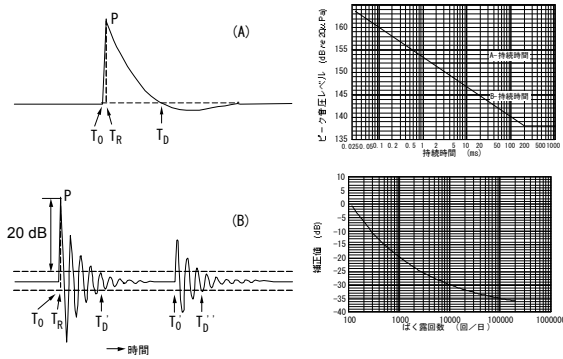 P
(A)
T0 TR TD
P
(B)
20 dB
T0 TR TD' T0' TD''
時間
ピーク音圧レベル (dB re 20μPa)
165
160
155
150
145
140
135
A-持続時間
B-持続時間
0.025 0.05 0.1 0.2 0.5 1 2 5 10 20 50 100 200 500 1000
持続時間 (ms)
補正値 (dB)
10
5
0
-5
-10
-15
-20
-25
-30
-35
-40
100 1000 10000 100000 1000000
ばく露回数 (回/日)